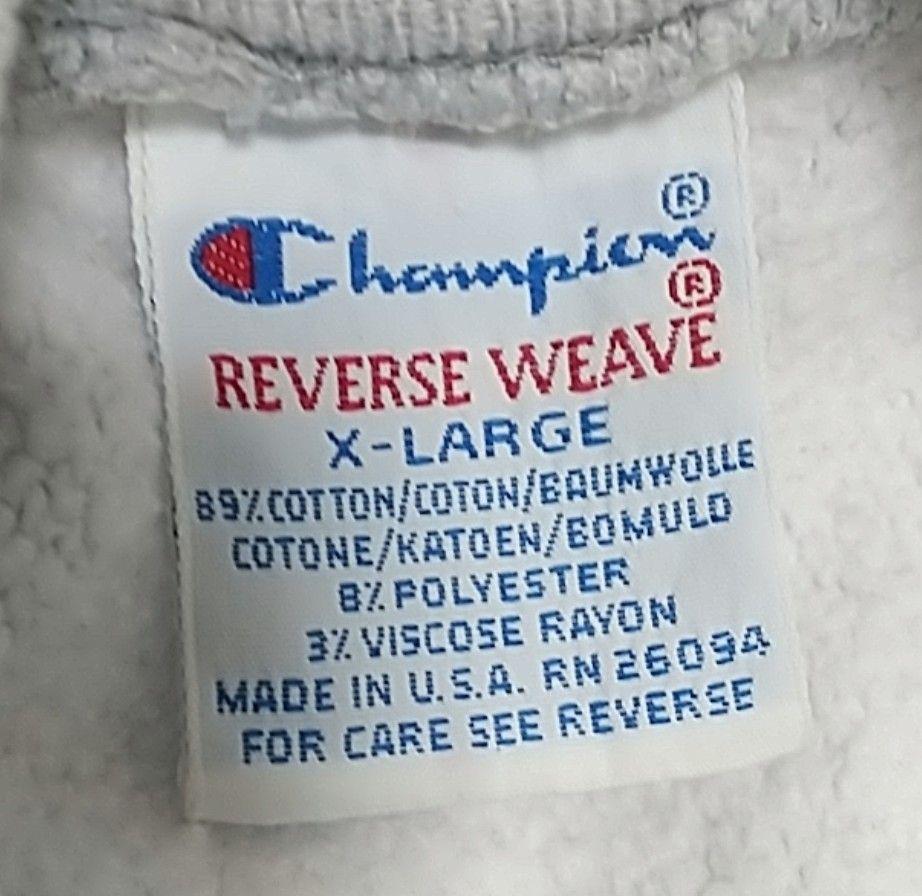 Champion®
®
REVERSE WEAVE
X-LARGE
89% COTTON/COTON/BAUMWOLLE
COTONE/KATOEN/BOMULD
8% POLYESTER
3% VISCOSE RAYON
MADE IN U.S.A. RN 26094
FOR CARE SEE REVERSE